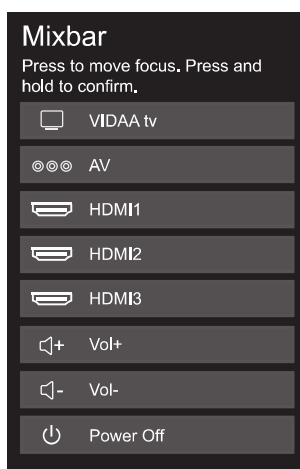 Mixbar
Press to move focus. Press and
hold to confirm.
VIDAA tv
AV
HDMI1
HDMI2
HDMI3
Vol+
Vol-
Power Off